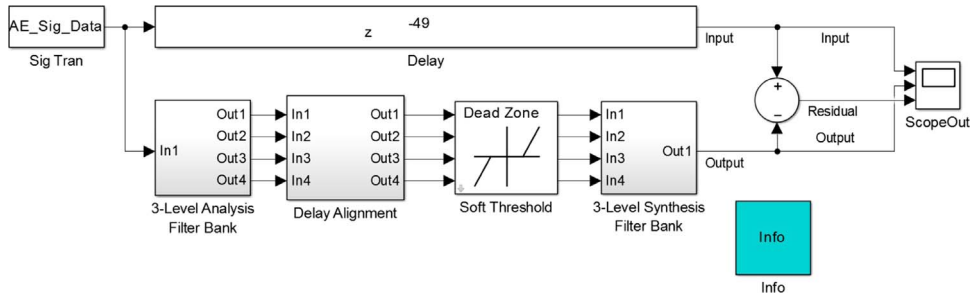 AE_Sig_Data
Sig Tran
z -49
Delay
Input
Input
+
−
Residual
Output
Output
ScopeOut
In1
Out1
Out2
Out3
Out4
3-Level Analysis
Filter Bank
In1
In2
In3
In4
Out1
Out2
Out3
Out4
Delay Alignment
Dead Zone
Soft Threshold
In1
In2
In3
In4
Out1
3-Level Synthesis
Filter Bank
Info
Info